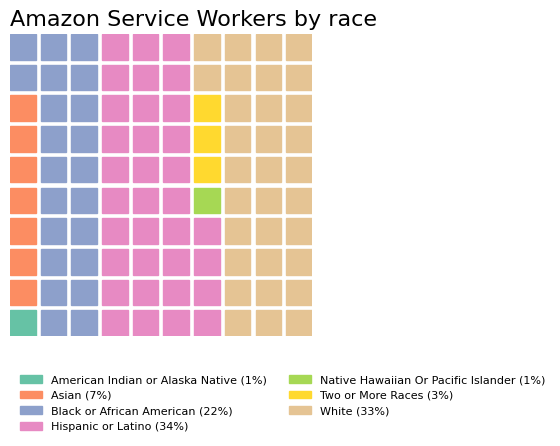 Amazon Service Workers by race
American Indian or Alaska Native (1%)
Asian (7%)
Black or African American (22%)
Hispanic or Latino (34%)
Native Hawaiian Or Pacific Islander (1%)
Two or More Races (3%)
White (33%)